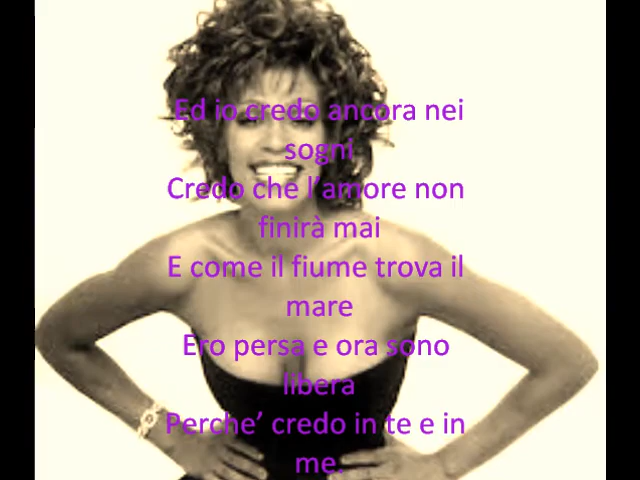 Ed io credo ancora nei
sogni
Credo che l'amore non
finirà mai
E come il fiume trova il
mare
Ero persa e ora sono
libera
Perche' credo in te e in
me.